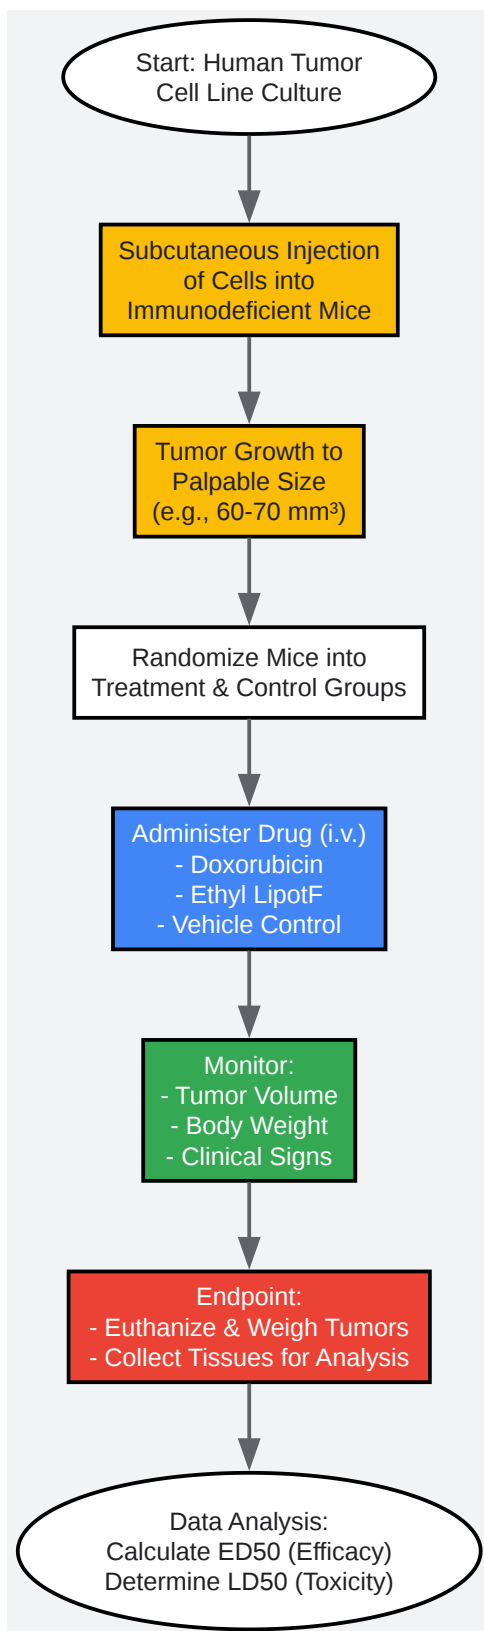 Start: Human Tumor
Cell Line Culture
Subcutaneous Injection
of Cells into
Immunodeficient Mice
Tumor Growth to
Palpable Size
(e.g., 60-70 mm³)
Randomize Mice into
Treatment & Control Groups
Administer Drug (i.v.)
- Doxorubicin
- Ethyl LipotF
- Vehicle Control
Monitor:
- Tumor Volume
- Body Weight
- Clinical Signs
Endpoint:
- Euthanize & Weigh Tumors
- Collect Tissues for Analysis
Data Analysis:
Calculate ED50 (Efficacy)
Determine LD50 (Toxicity)